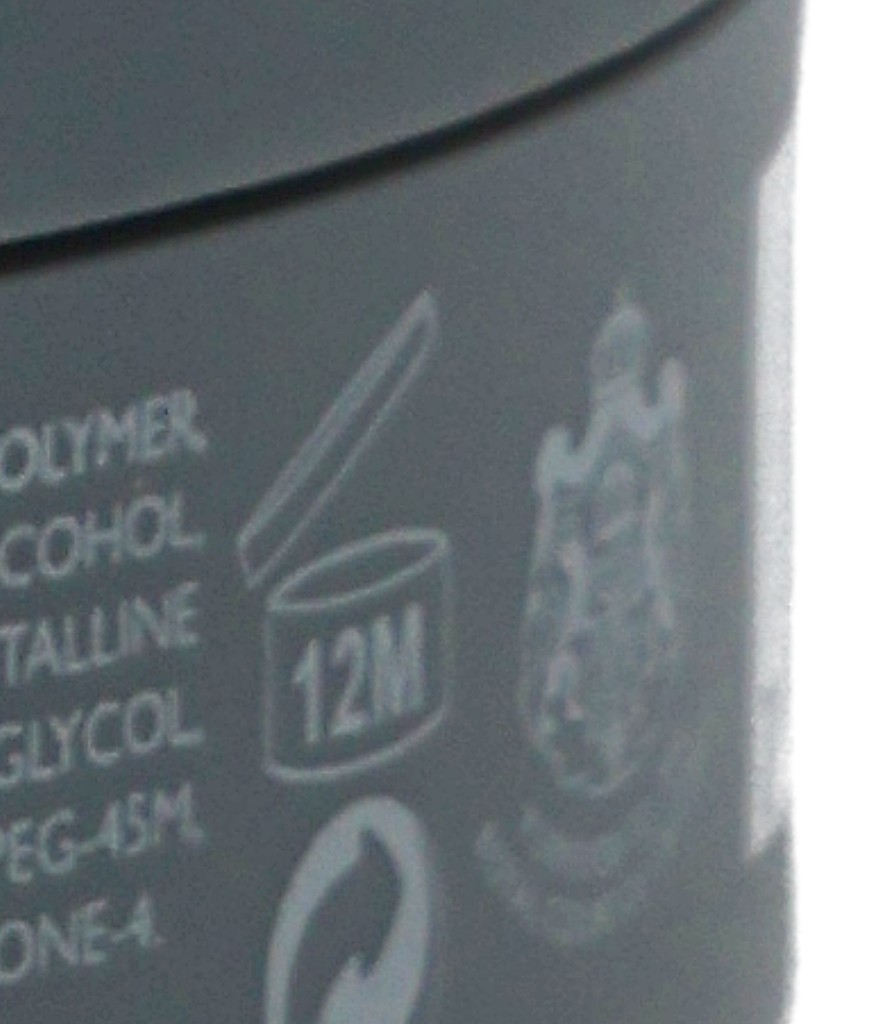 OLYMER
COHOL
TALLINE
GLYCOL
PEG-45M,
ONE-4.
12M